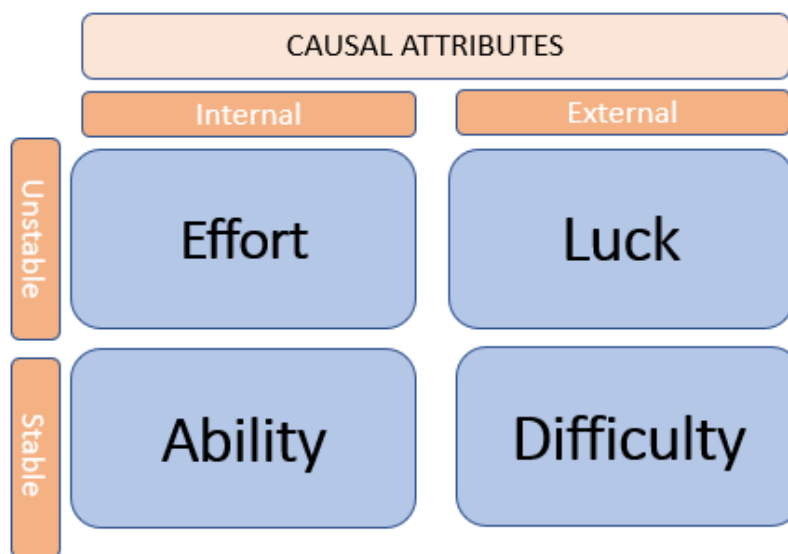 CAUSAL ATTRIBUTES
Internal External
Unstable
Effort Luck
Stable
Ability Difficulty